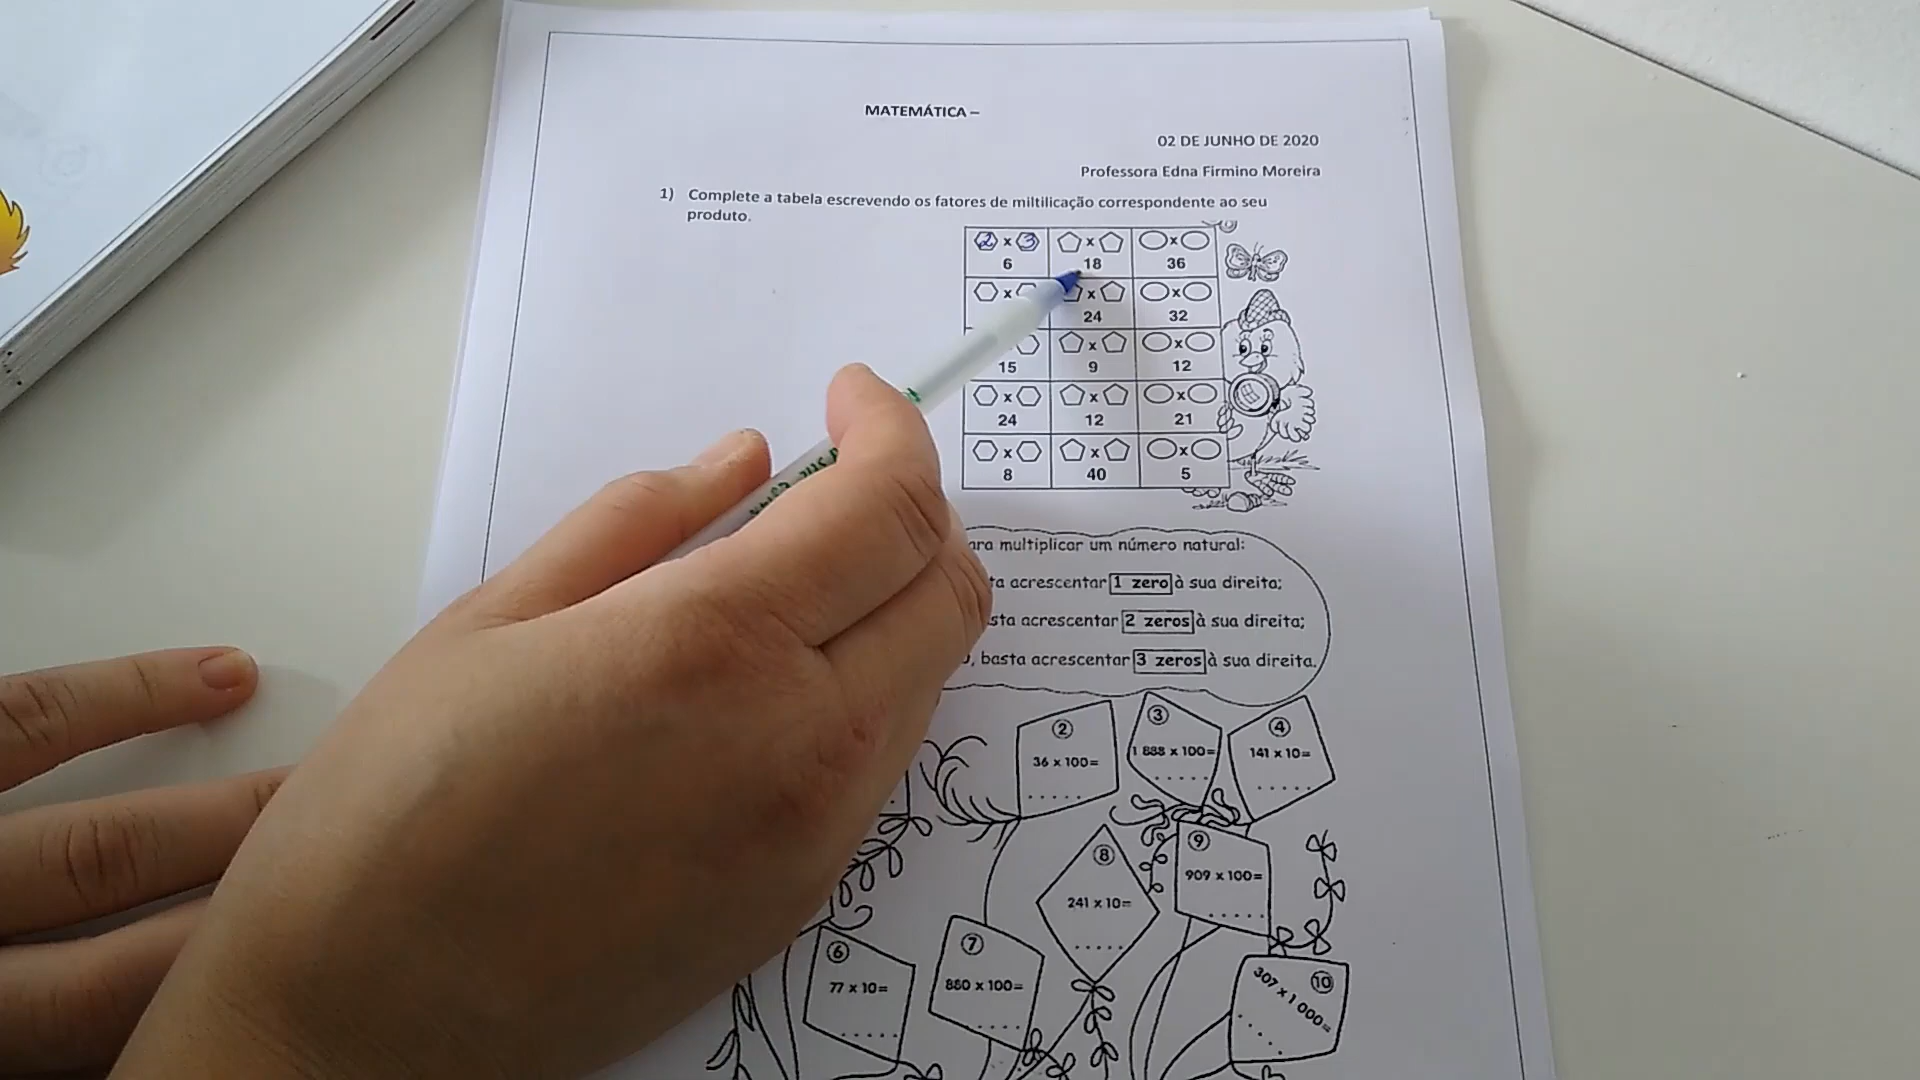 MATEMÁTICA –
02 DE JUNHO DE 2020
Professora Edna Firmino Moreira
1) Complete a tabela escrevendo os fatores de miltilicação correspondente ao seu
produto.
2 x 3 x x
6 18 36
x x x
24 32
x x
15 9 12
x x x
24 12 21
x x x
8 40 5
multiplicar um número natural:
acrescentar 1 zero à sua direita;
acrescentar 2 zeros à sua direita;
, basta acrescentar 3 zeros à sua direita.
2 3 4
36 x 100= 1 888 x 100= 141 x 10=
8 9
241 x 10= 909 x 100=
6 7 10
77 x 10= 880 x 100= 307 x 1 000=